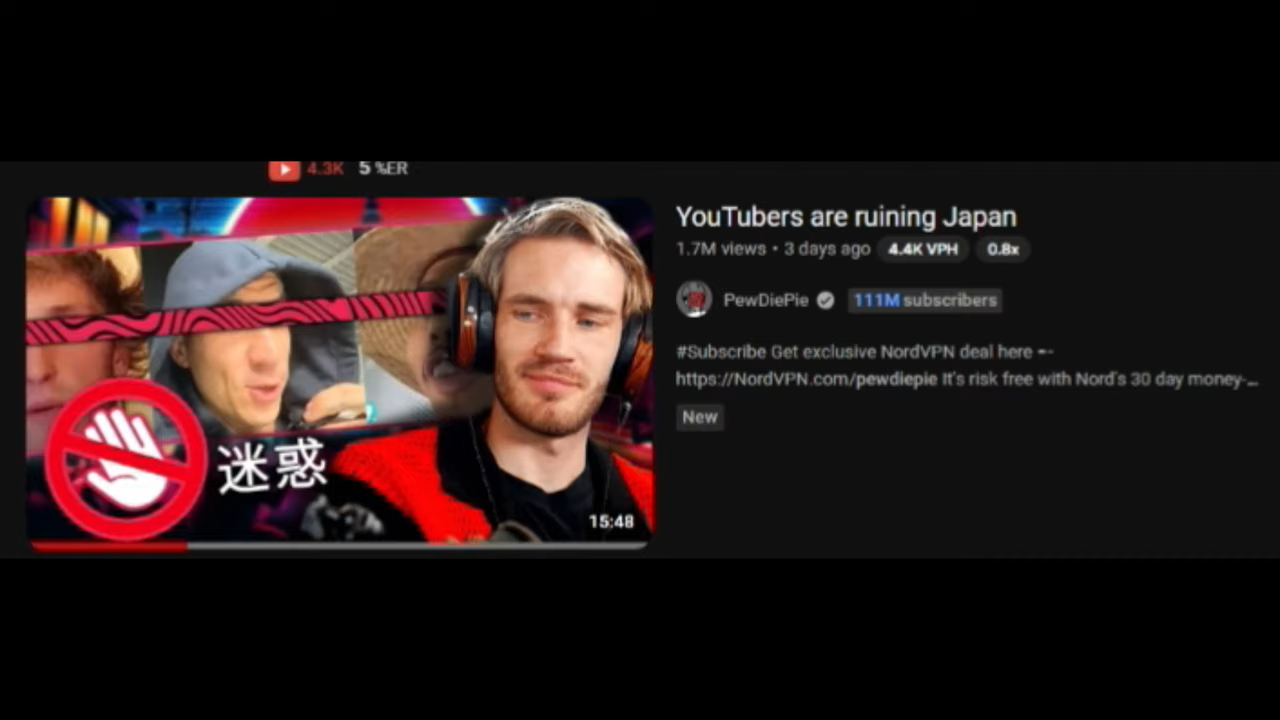 4.3K 5 %ER
YouTubers are ruining Japan
1.7M views • 3 days ago 4.4K VPH 0.8x
PewDiePie 111M subscribers
#Subscribe Get exclusive NordVPN deal here
https://NordVPN.com/pewdiepie It's risk free with Nord's 30 day money-...
New
迷惑
15:48